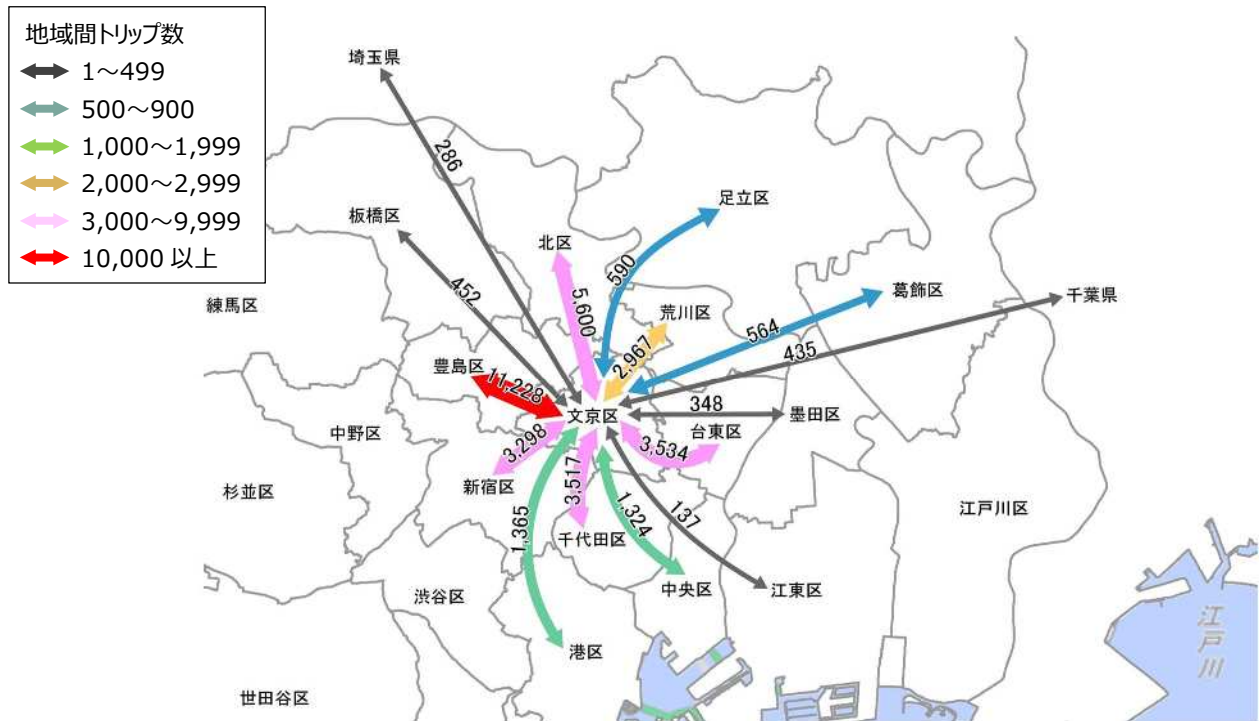 地域間トリップ数
1～499
500～900
1,000～1,999
2,000～2,999
3,000～9,999
10,000 以上
埼玉県
286
足立区
板橋区
北区
590
452
5,600
葛飾区
千葉県
練馬区
荒川区
564
435
2,967
豊島区
11,228
348
文京区
墨田区
中野区
台東区
3,298
3,534
新宿区
杉並区
3,517
1,324
137
1,365
江戸川区
千代田区
中央区
江東区
渋谷区
港区
世田谷区
江戸川